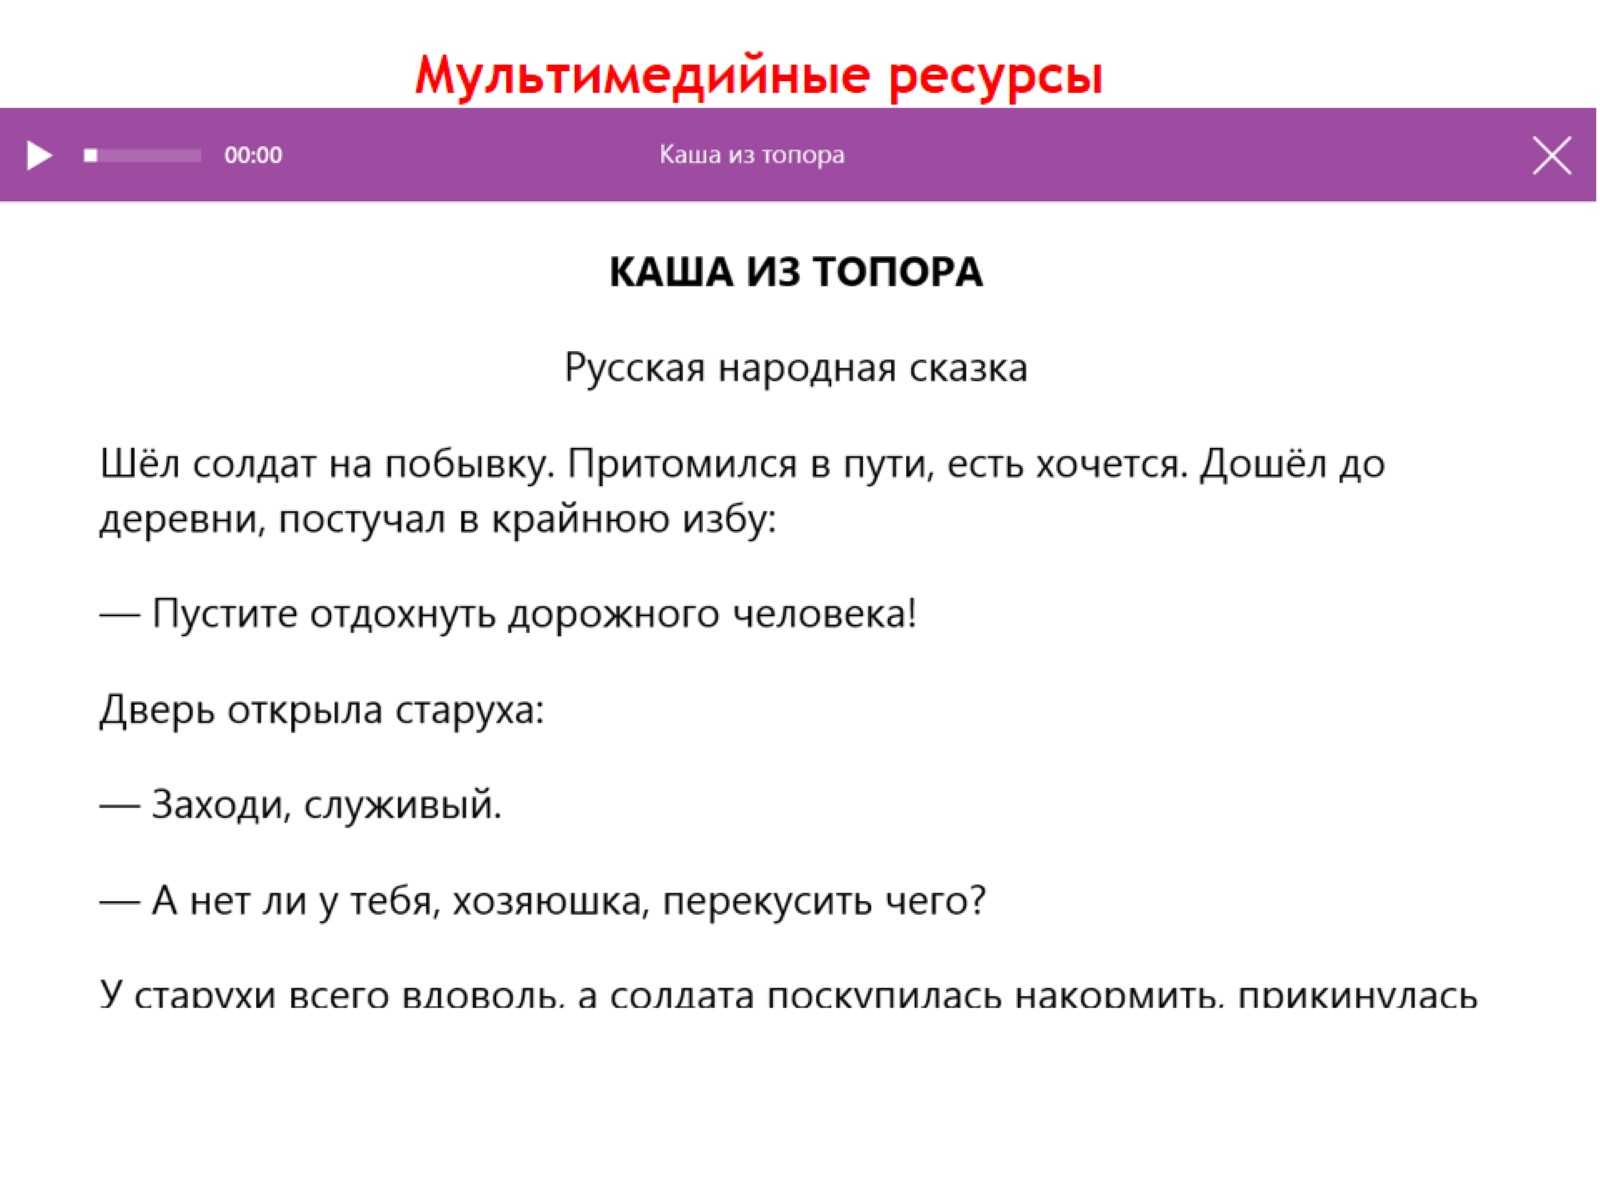 Мультимедийные ресурсы
00:00 Каша из топора
КАША ИЗ ТОПОРА
Русская народная сказка
Шёл солдат на побывку. Притомился в пути, есть хочется. Дошёл до
деревни, постучал в крайнюю избу:
— Пустите отдохнуть дорожного человека!
Дверь открыла старуха:
— Заходи, служивый.
— А нет ли у тебя, хозяюшка, перекусить чего?
У старухи всего вдоволь, а солдата поскупилась накормить, прикинулась